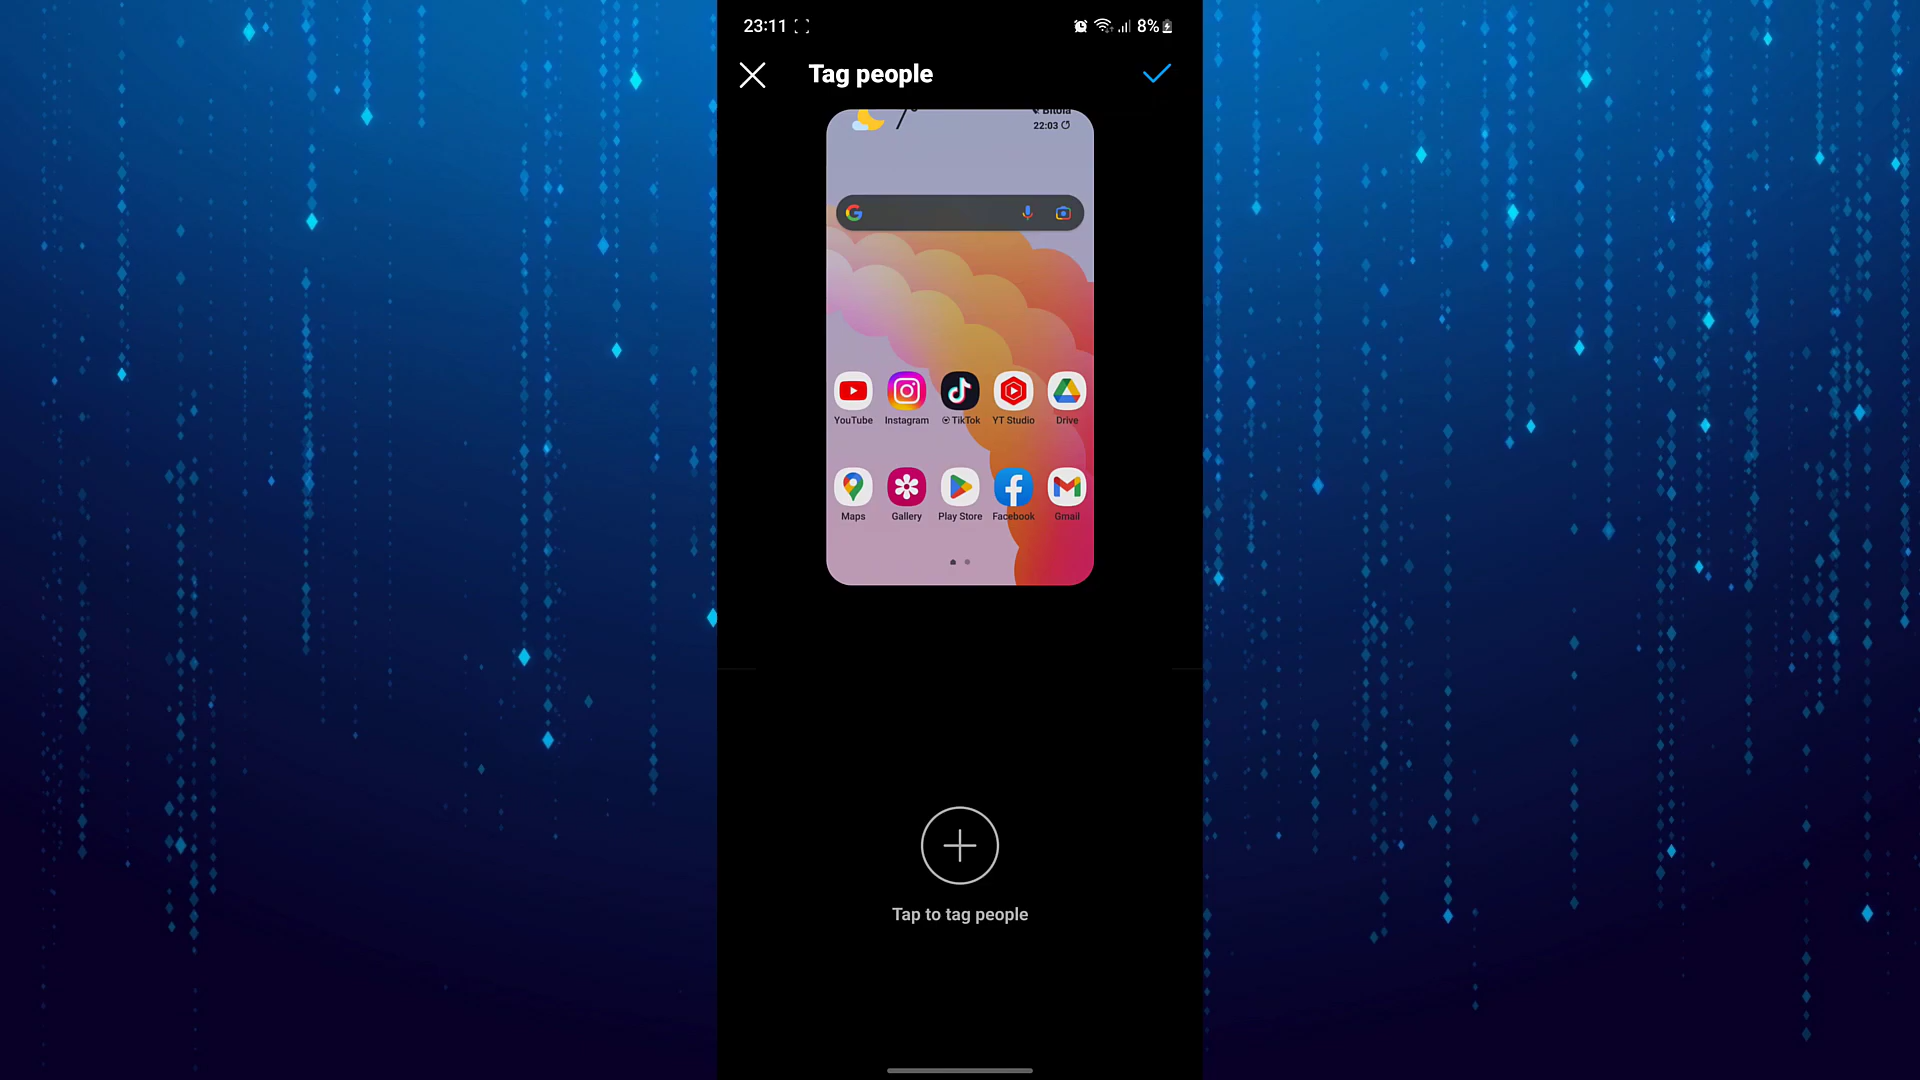 23:11
8%
Tag people
Bitola
22:03
YouTube
Instagram
TikTok
YT Studio
Drive
Maps
Gallery
Play Store
Facebook
Gmail
Tap to tag people